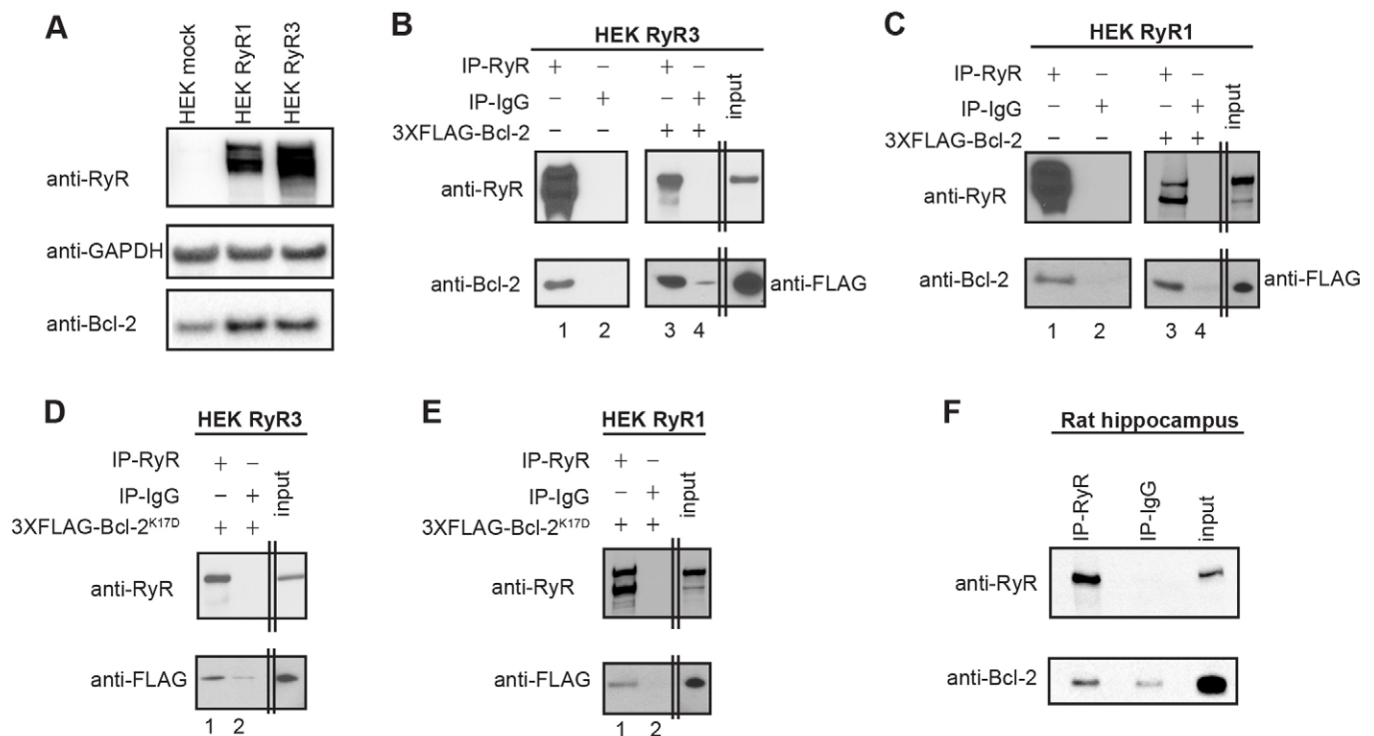 A
HEK mock
HEK RyR1
HEK RyR3
anti-RyR
anti-GAPDH
anti-Bcl-2
B
HEK RyR3
IP-RyR + − + −
IP-IgG − + − +
3XFLAG-Bcl-2 − − + +
input
anti-RyR
anti-Bcl-2
anti-FLAG
1 2 3 4
C
HEK RyR1
IP-RyR + − + −
IP-IgG − + − +
3XFLAG-Bcl-2 − − + +
input
anti-RyR
anti-Bcl-2
anti-FLAG
1 2 3 4
D
HEK RyR3
IP-RyR + −
IP-IgG − +
3XFLAG-Bcl-2ᴷ¹⁷ᴰ + +
input
anti-RyR
anti-FLAG
1 2
E
HEK RyR1
IP-RyR + −
IP-IgG − +
3XFLAG-Bcl-2ᴷ¹⁷ᴰ + +
input
anti-RyR
anti-FLAG
1 2
F
Rat hippocampus
IP-RyR
IP-IgG
input
anti-RyR
anti-Bcl-2